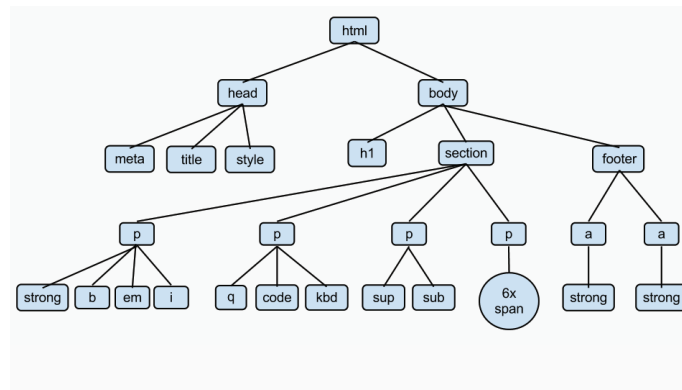 html
head
body
meta
title
style
h1
section
footer
p
p
p
p
a
a
strong
b
em
i
q
code
kbd
sup
sub
6x
span
strong
strong